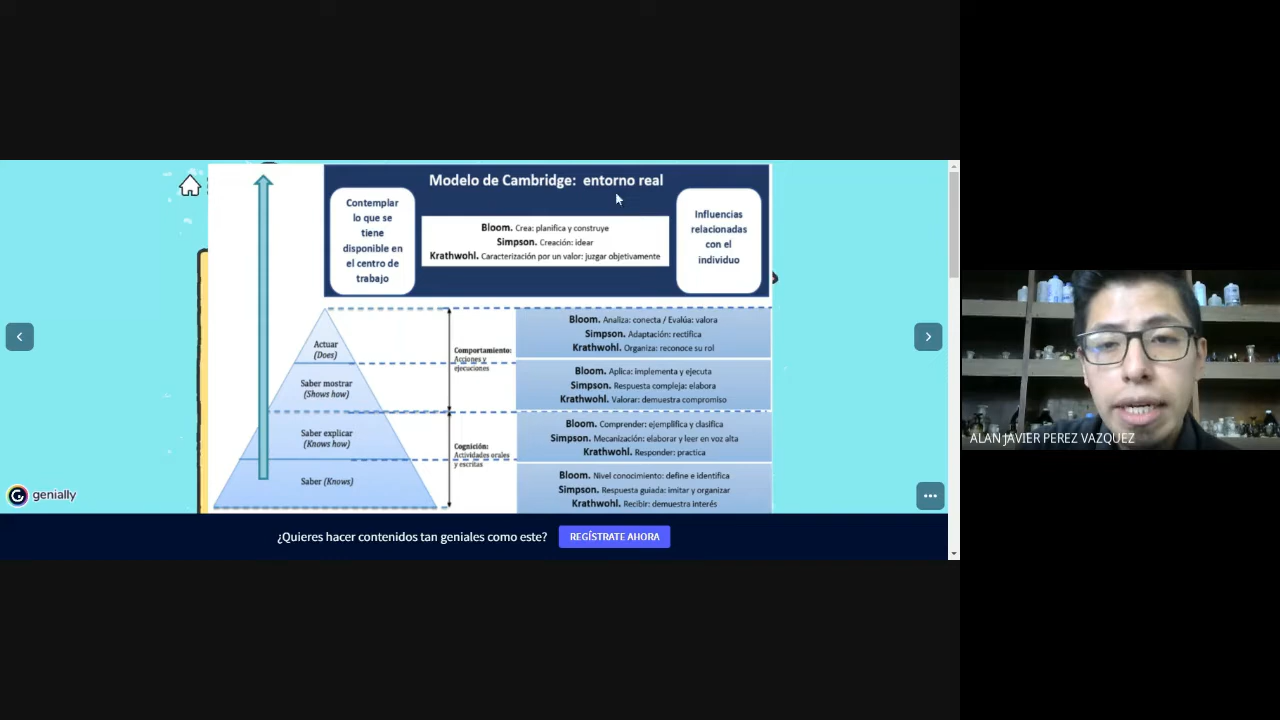 Modelo de Cambridge: entorno real
Contemplar
lo que se
tiene
disponible en
el centro de
trabajo
Bloom. Crea: planifica y construye
Simpson. Creación: idear
Krathwohl. Caracterización por un valor: juzgar objetivamente
Influencias
relacionadas
con el
individuo
Actuar
(Does)
Saber mostrar
(Shows how)
Saber explicar
(Knows how)
Saber (Knows)
Comportamiento:
Acciones y
ejecuciones
Cognición:
Actividades orales
y escritas
Bloom. Analiza: conecta / Evalúa: valora
Simpson. Adaptación: rectifica
Krathwohl. Organiza: reconoce su rol
Bloom. Aplica: implementa y ejecuta
Simpson. Respuesta compleja: elabora
Krathwohl. Valorar: demuestra compromiso
Bloom. Comprender: ejemplifica y clasifica
Simpson. Mecanización: elaborar y leer en voz alta
Krathwohl. Responder: practica
Bloom. Nivel conocimiento: define e identifica
Simpson. Respuesta guiada: imitar y organizar
Krathwohl. Recibir: demuestra interés
genially
¿Quieres hacer contenidos tan geniales como este?
REGÍSTRATE AHORA
ALAN JAVIER PEREZ VAZQUEZ